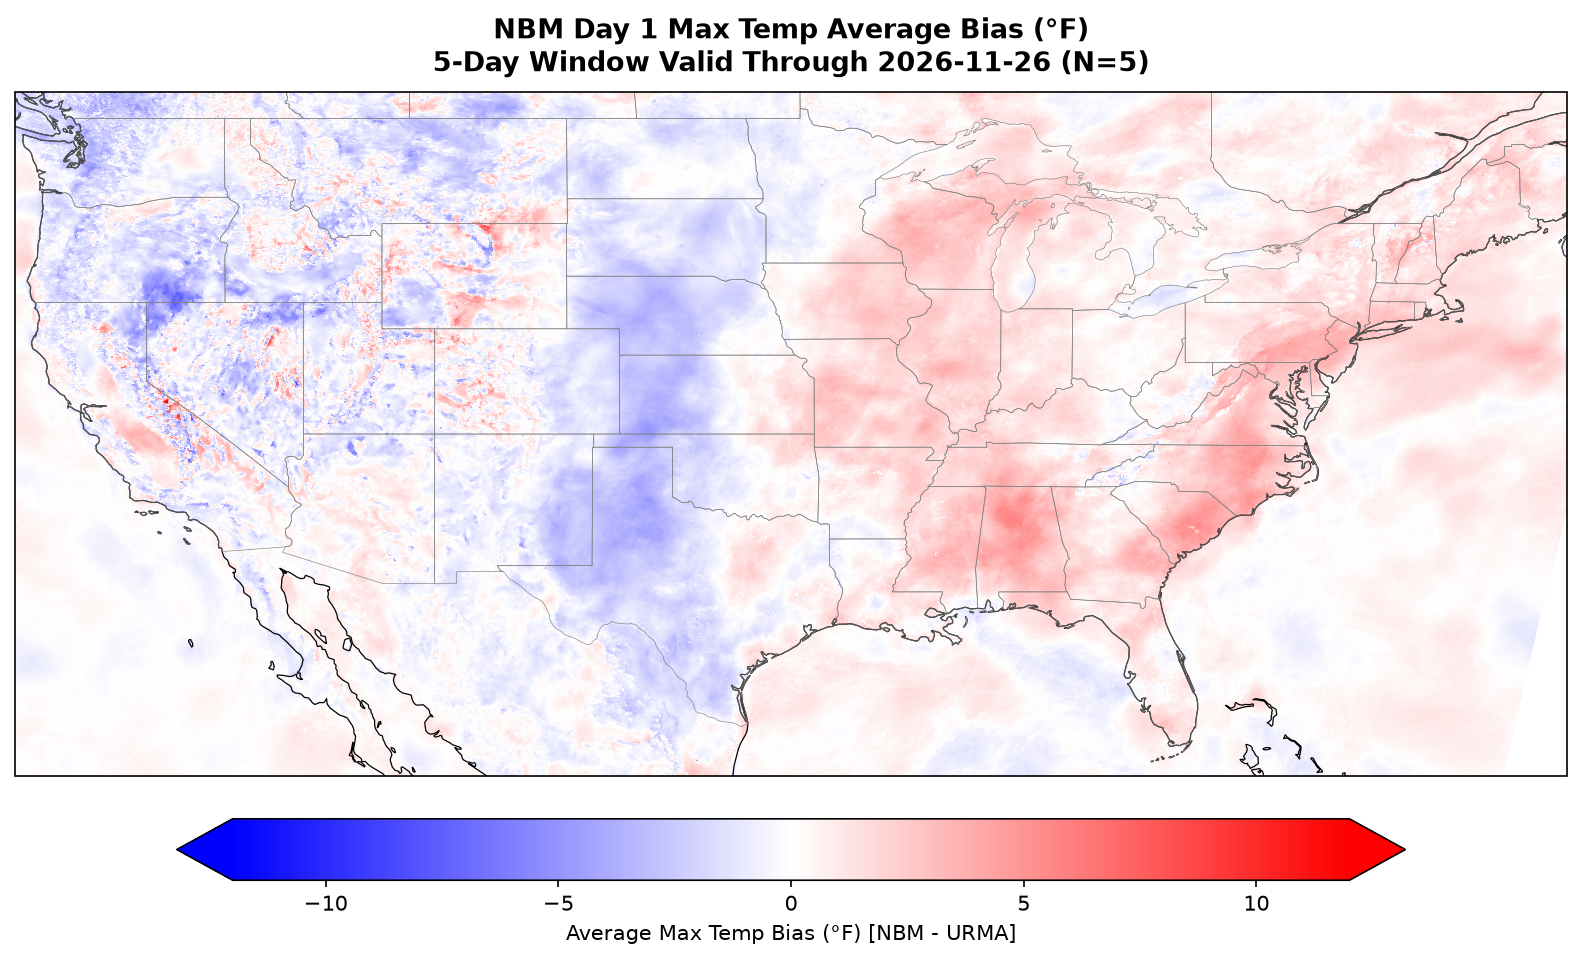 NBM Day 1 Max Temp Average Bias (°F)
5-Day Window Valid Through 2026-11-26 (N=5)
−10 −5 0 5 10
Average Max Temp Bias (°F) [NBM - URMA]